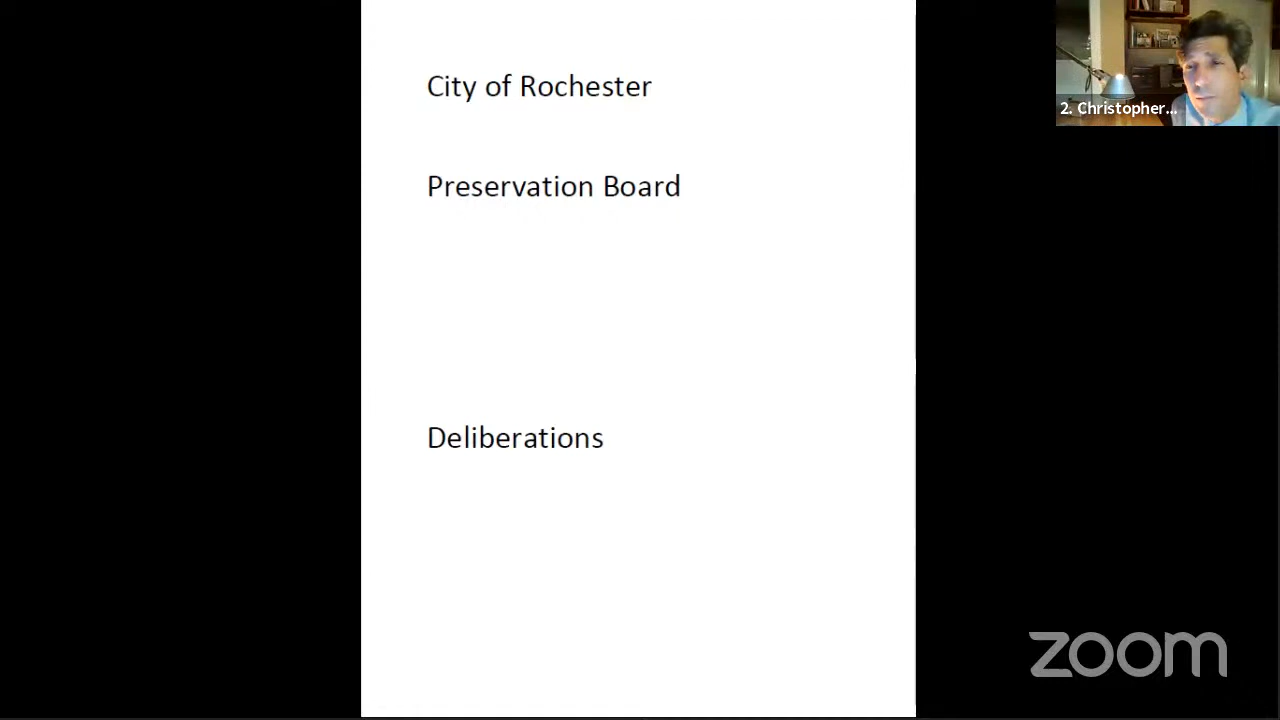 City of Rochester
2. Christopher...
Preservation Board
Deliberations
zoom